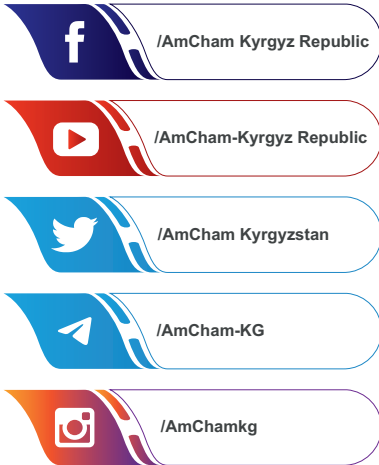 /AmCham Kyrgyz Republic
/AmCham-Kyrgyz Republic
/AmCham Kyrgyzstan
/AmCham-KG
/AmChamkg